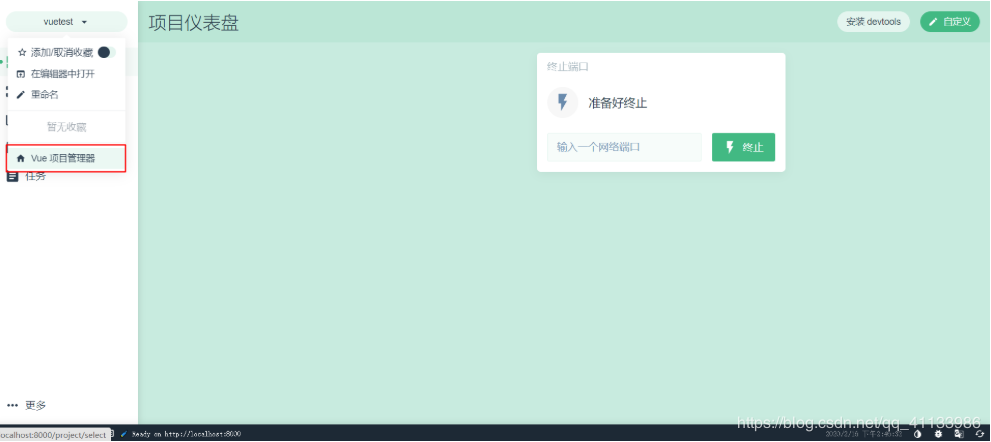 vuetest
项目仪表盘
安装 devtools
自定义
添加/取消收藏
在编辑器中打开
重命名
暂无收藏
Vue 项目管理器
任务
终止端口
准备好终止
输入一个网络端口
终止
更多
ocalhost:8000/project/select
Ready on http://localhost:8000
https://blog.csdn.net/qq_41133986